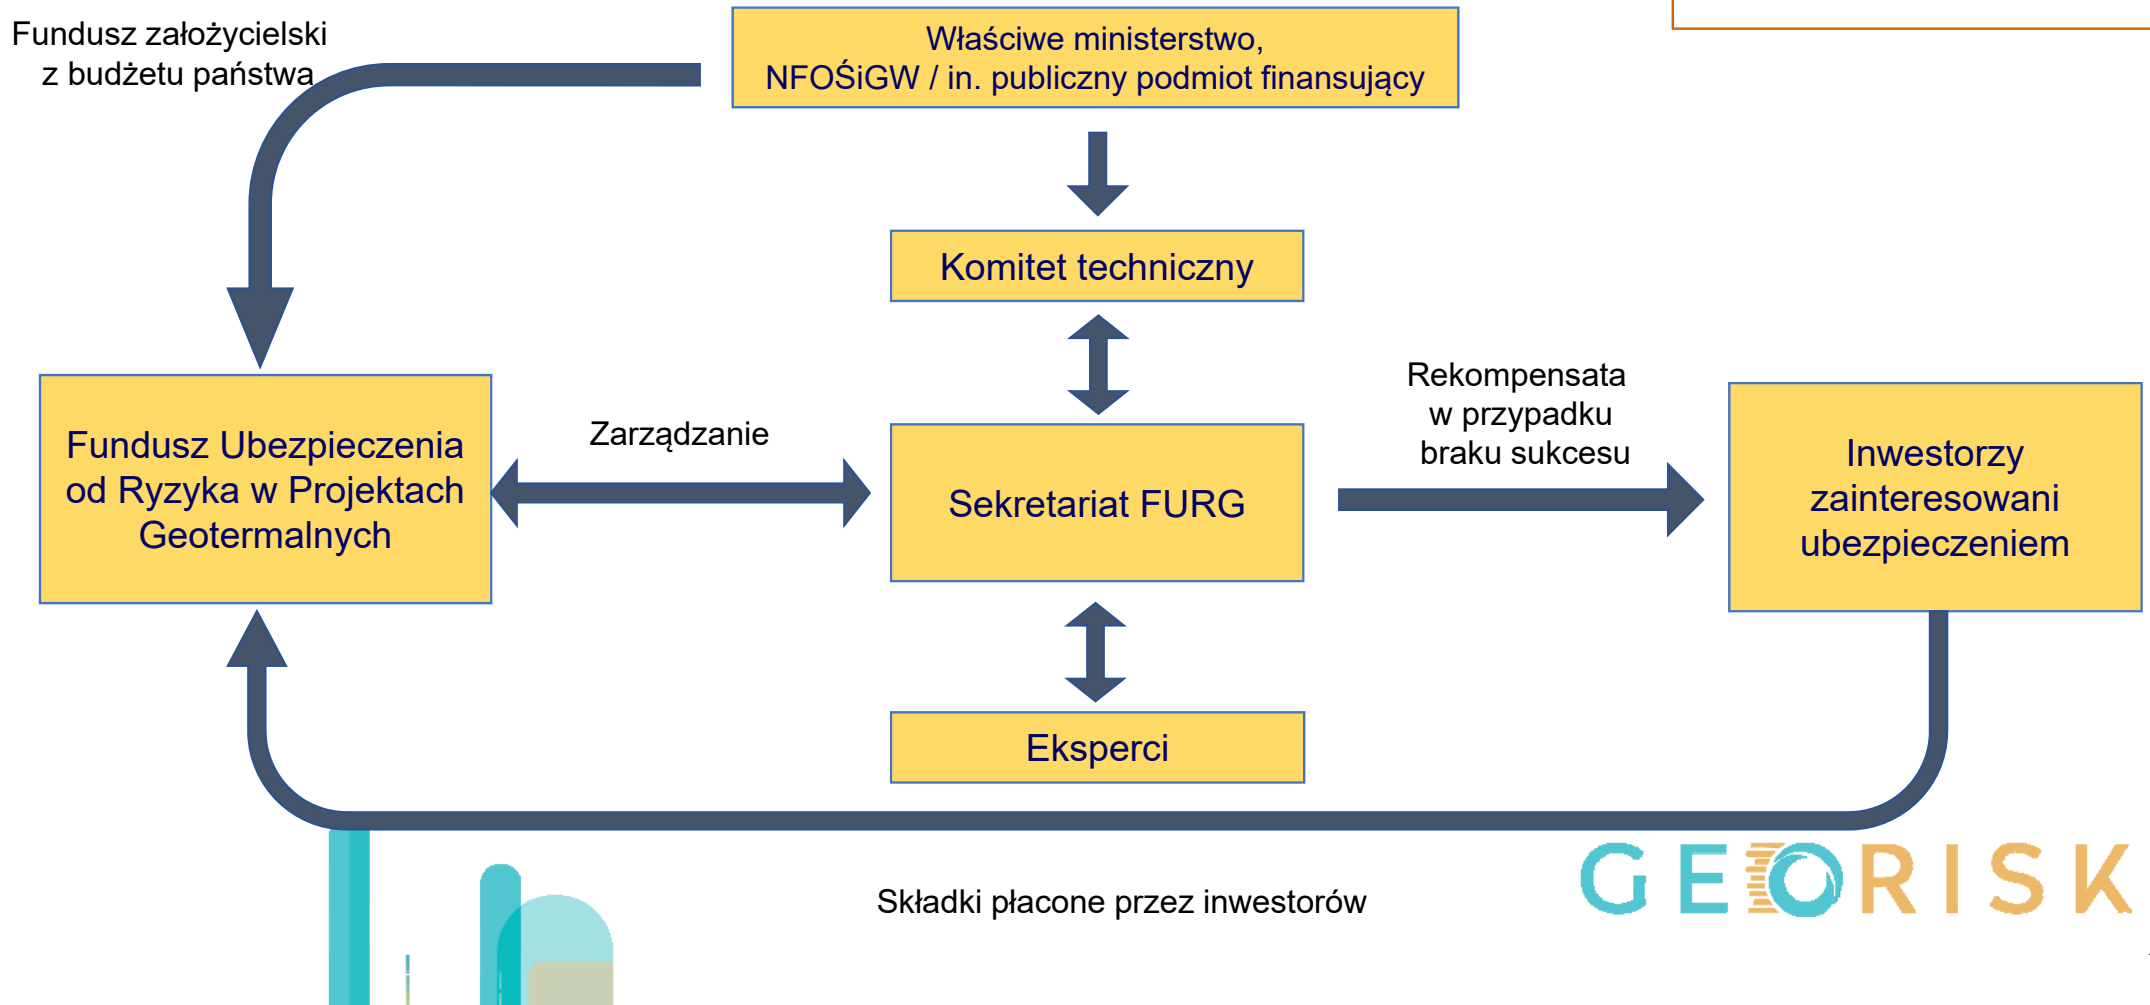 Fundusz założycielski
z budżetu państwa
Właściwe ministerstwo,
NFOŚiGW / in. publiczny podmiot finansujący
Komitet techniczny
Fundusz Ubezpieczenia
od Ryzyka w Projektach
Geotermalnych
Zarządzanie
Sekretariat FURG
Rekompensata
w przypadku
braku sukcesu
Inwestorzy
zainteresowani
ubezpieczeniem
Eksperci
Składki płacone przez inwestorów
GEORISK